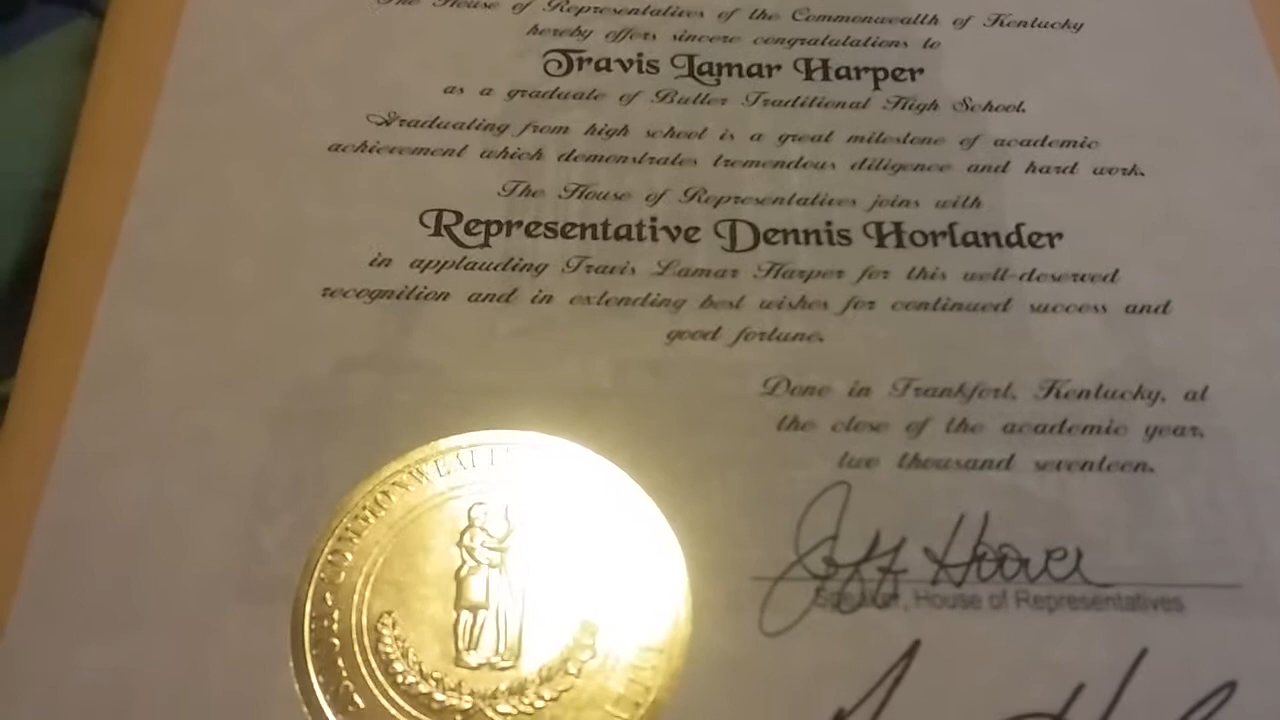 The House of Representatives of the Commonwealth of Kentucky
hereby offers sincere congratulations to
Travis Lamar Harper
as a graduate of Butler Traditional High School.
Graduating from high school is a great milestone of academic
achievement which demonstrates tremendous diligence and hard work.
The House of Representatives joins with
Representative Dennis Horlander
in applauding Travis Lamar Harper for this well-deserved
recognition and in extending best wishes for continued success and
good fortune.
Done in Frankfort, Kentucky, at
the close of the academic year,
two thousand seventeen.
Jeff Hoover
Speaker, House of Representatives
COMMONWEALTH